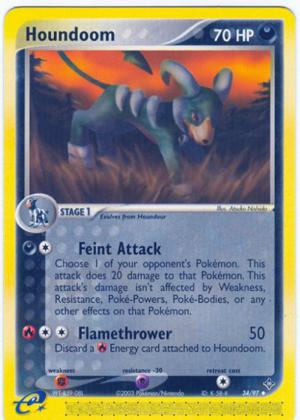 Houndoom 70 HP
Illus. Atsuko Nishida
STAGE 1
Evolves from Houndour
Feint Attack
Choose 1 of your opponent's Pokémon. This
attack does 20 damage to that Pokémon. This
attack's damage isn't affected by Weakness,
Resistance, Poké-Powers, Poké-Bodies, or any
other effects on that Pokémon.
Flamethrower 50
Discard a Energy card attached to Houndoom.
weakness resistance -30 retreat cost
©2003 Pokémon/Nintendo 34/97
e